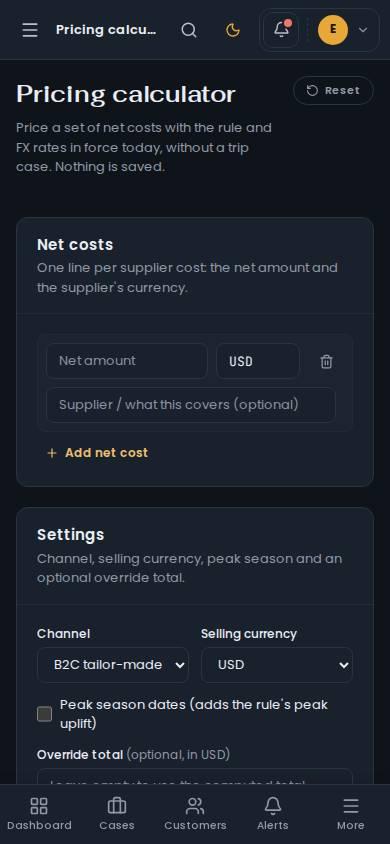 Pricing calcu...
E
Pricing calculator
Reset
Price a set of net costs with the rule and
FX rates in force today, without a trip
case. Nothing is saved.
Net costs
One line per supplier cost: the net amount and
the supplier's currency.
Net amount
USD
Supplier / what this covers (optional)
+ Add net cost
Settings
Channel, selling currency, peak season and an
optional override total.
Channel
Selling currency
B2C tailor-made
USD
Peak season dates (adds the rule's peak
uplift)
Override total (optional, in USD)
Dashboard
Cases
Customers
Alerts
More